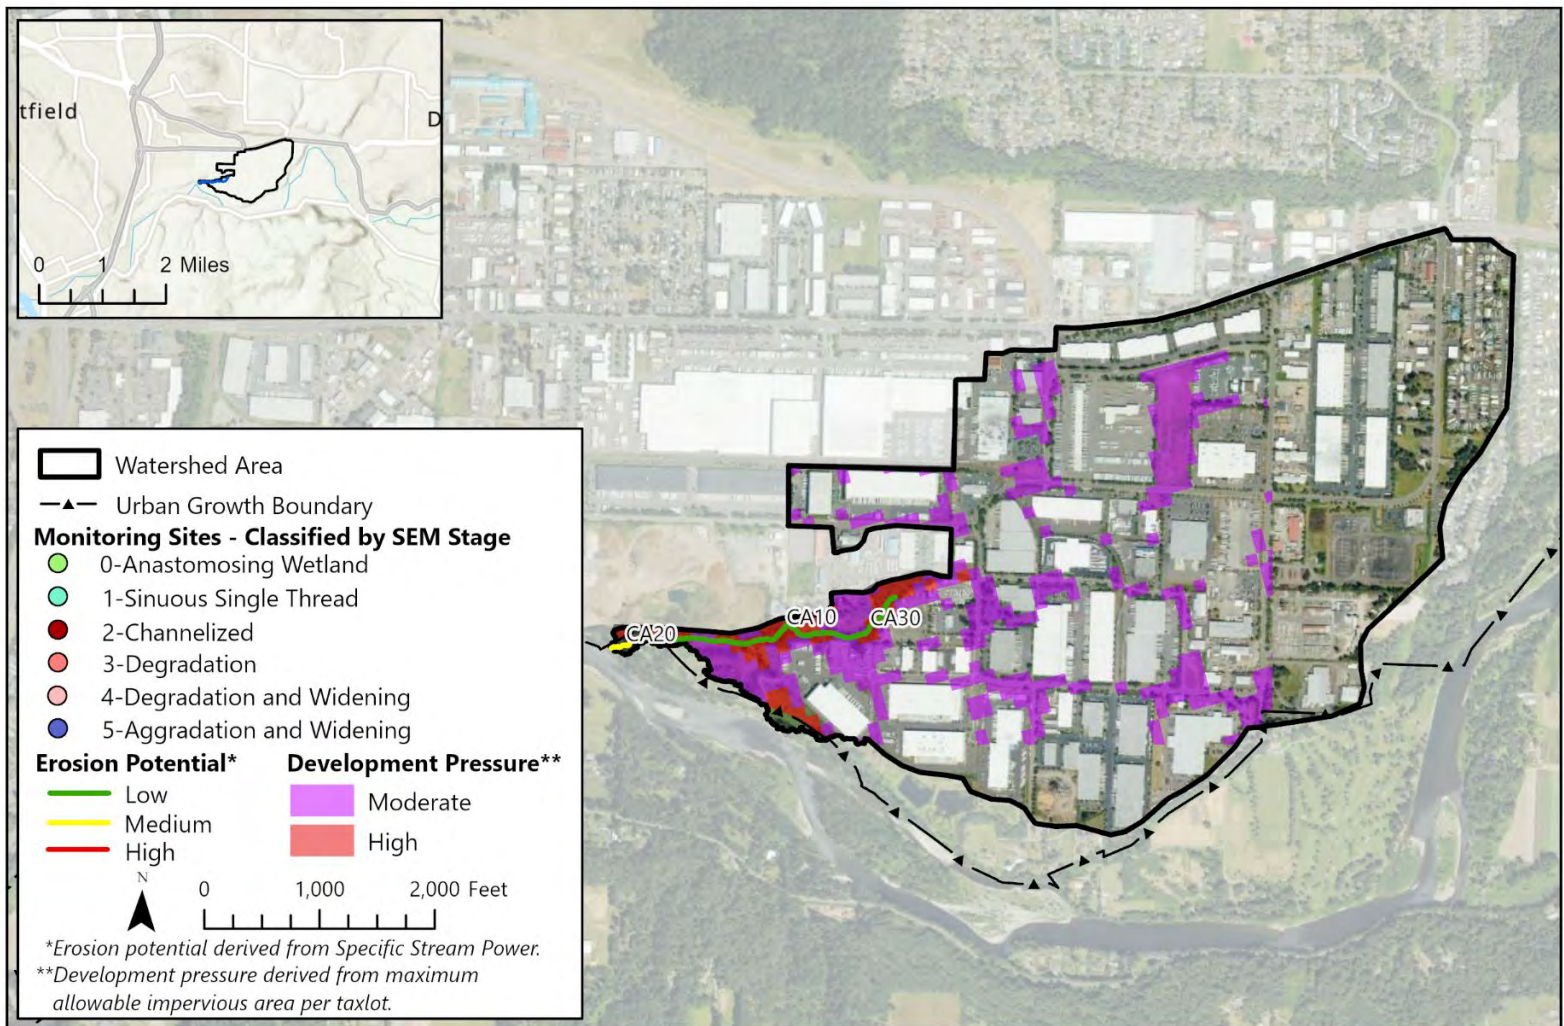 tfield
D
0 1 2 Miles
Watershed Area
Urban Growth Boundary
Monitoring Sites - Classified by SEM Stage
0-Anastomosing Wetland
1-Sinuous Single Thread
2-Channelized
3-Degradation
4-Degradation and Widening
5-Aggradation and Widening
Erosion Potential*
Low
Medium
High
Development Pressure**
Moderate
High
N
0 1,000 2,000 Feet
*Erosion potential derived from Specific Stream Power.
**Development pressure derived from maximum
allowable impervious area per taxlot.
CA20
CA10
CA30